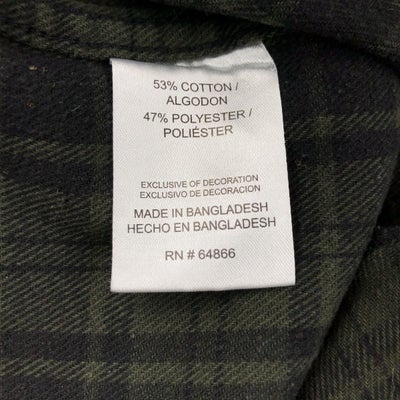 53% COTTON /
ALGODON
47% POLYESTER /
POLIÉSTER
EXCLUSIVE OF DECORATION
EXCLUSIVO DE DECORACION
MADE IN BANGLADESH
HECHO EN BANGLADESH
RN # 64866